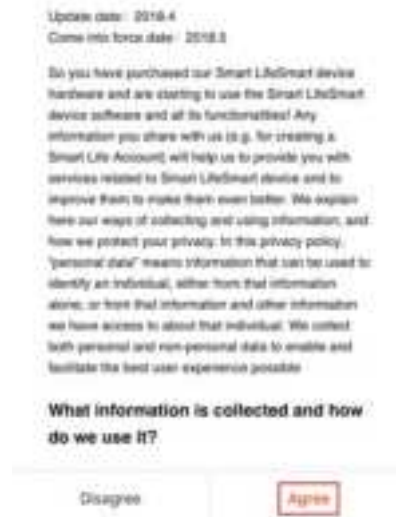 Update date: 2018.4
Come into force date: 2018.5
So you have purchased our Smart LifeSmart device
hardware and are starting to use the Smart LifeSmart
device software and all its functionalities! Any
information you share with us (e.g. for creating a
Smart Life Account) will help us to provide you with
services related to Smart LifeSmart device and to
improve them to make them even better. We explain
here our ways of collecting and using information, and
how we protect your privacy. In this privacy policy,
"personal data" means information that can be used to
identify an individual, either from that information
alone, or from that information and other information
we have access to about that individual. We collect
both personal and non-personal data to enable and
facilitate the best user experience possible
What information is collected and how
do we use it?
Disagree
Agree